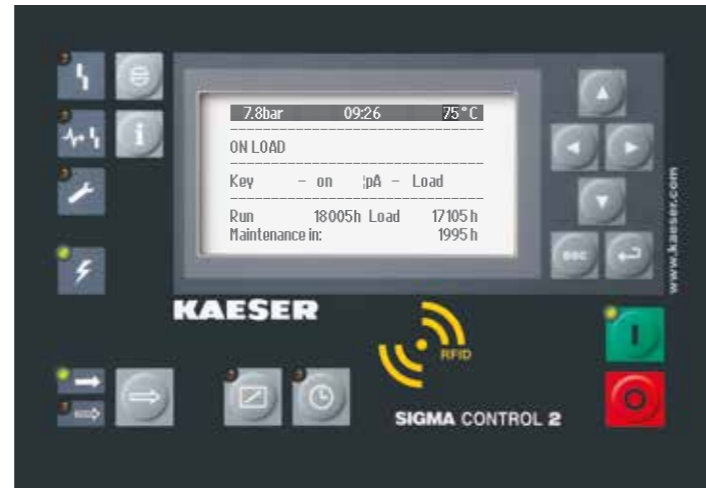 7.8bar 09:26 75°C
ON LOAD
Key - on ¦pA - Load
Run 18005h Load 17105h
Maintenance in: 1995h
esc
www.kaeser.com
KAESER
RFID
SIGMA CONTROL 2